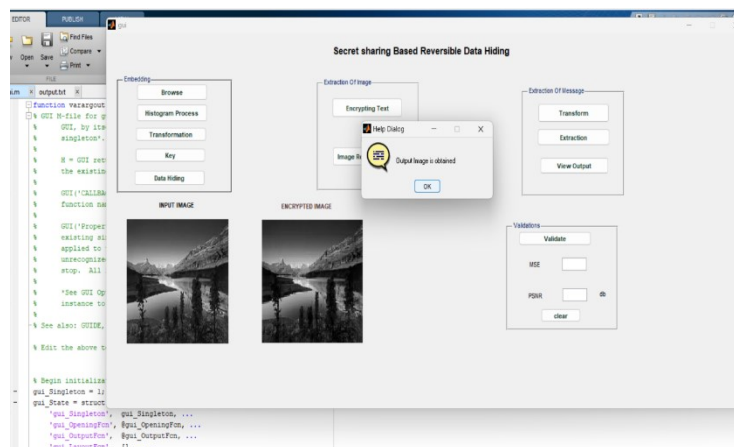 EDITOR
PUBLISH
gui
Find Files
Compare
Print
Open
Save
FILE
output.txt
Secret sharing Based Reversible Data Hiding
Embedding
Browse
Histogram Process
Transformation
Key
Data Hiding
Extraction Of Image
Encrypting Text
Image
Help Dialog
Output Image is obtained
OK
Extraction Of Message
Transform
Extraction
View Output
INPUT IMAGE
ENCRYPTED IMAGE
Validations
Validate
MSE
PSNR
clear
function varargout
% GUI M-file for g
% GUI, by its
% singleton*.
%
% H = GUI ret
% the existin
%
% GUI('CALLBA
% function na
%
% GUI('Proper
% existing si
% applied to
% unrecognize
% stop. All
%
% *See GUI Op
% instance to
%
% See also: GUIDE,
% Edit the above t
% Begin initializa
gui_Singleton = 1;
gui_State = struct
'gui_Singleton', gui_Singleton, ...
'gui_OpeningFcn', @gui_OpeningFcn, ...
'gui_OutputFcn', @gui_OutputFcn, ...